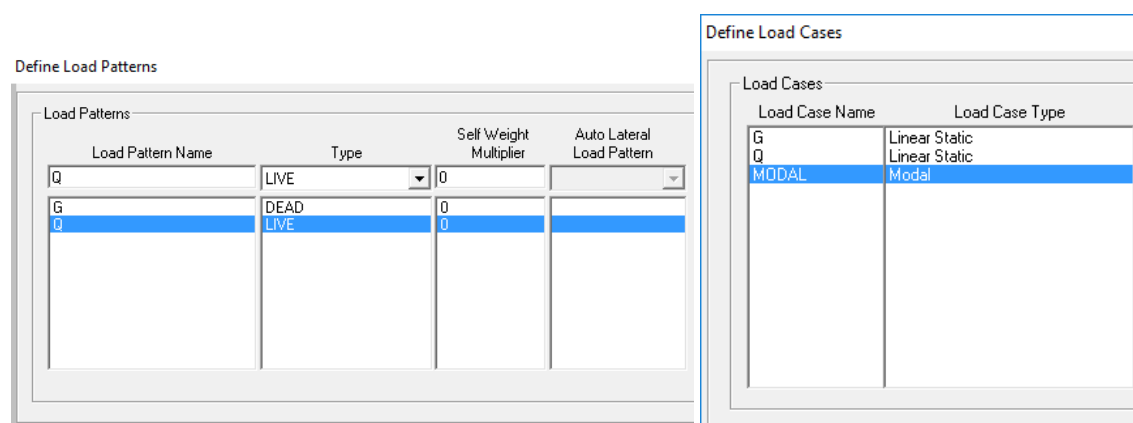 Define Load Patterns
Load Patterns
Load Pattern Name Type Self Weight Multiplier Auto Lateral Load Pattern
Q LIVE 0
G DEAD 0
Q LIVE 0
Define Load Cases
Load Cases
Load Case Name Load Case Type
G Linear Static
Q Linear Static
MODAL Modal